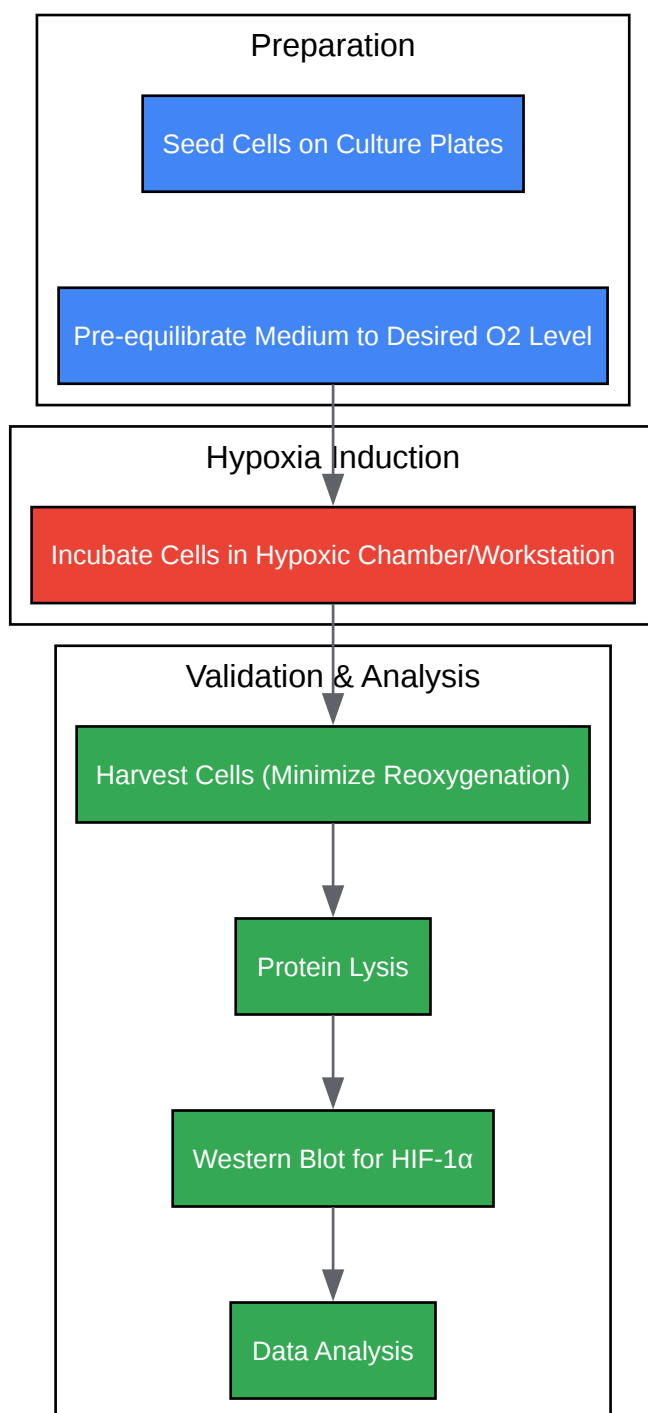 Preparation
Seed Cells on Culture Plates
Pre-equilibrate Medium to Desired O2 Level
Hypoxia Induction
Incubate Cells in Hypoxic Chamber/Workstation
Validation & Analysis
Harvest Cells (Minimize Reoxygenation)
Protein Lysis
Western Blot for HIF-1α
Data Analysis